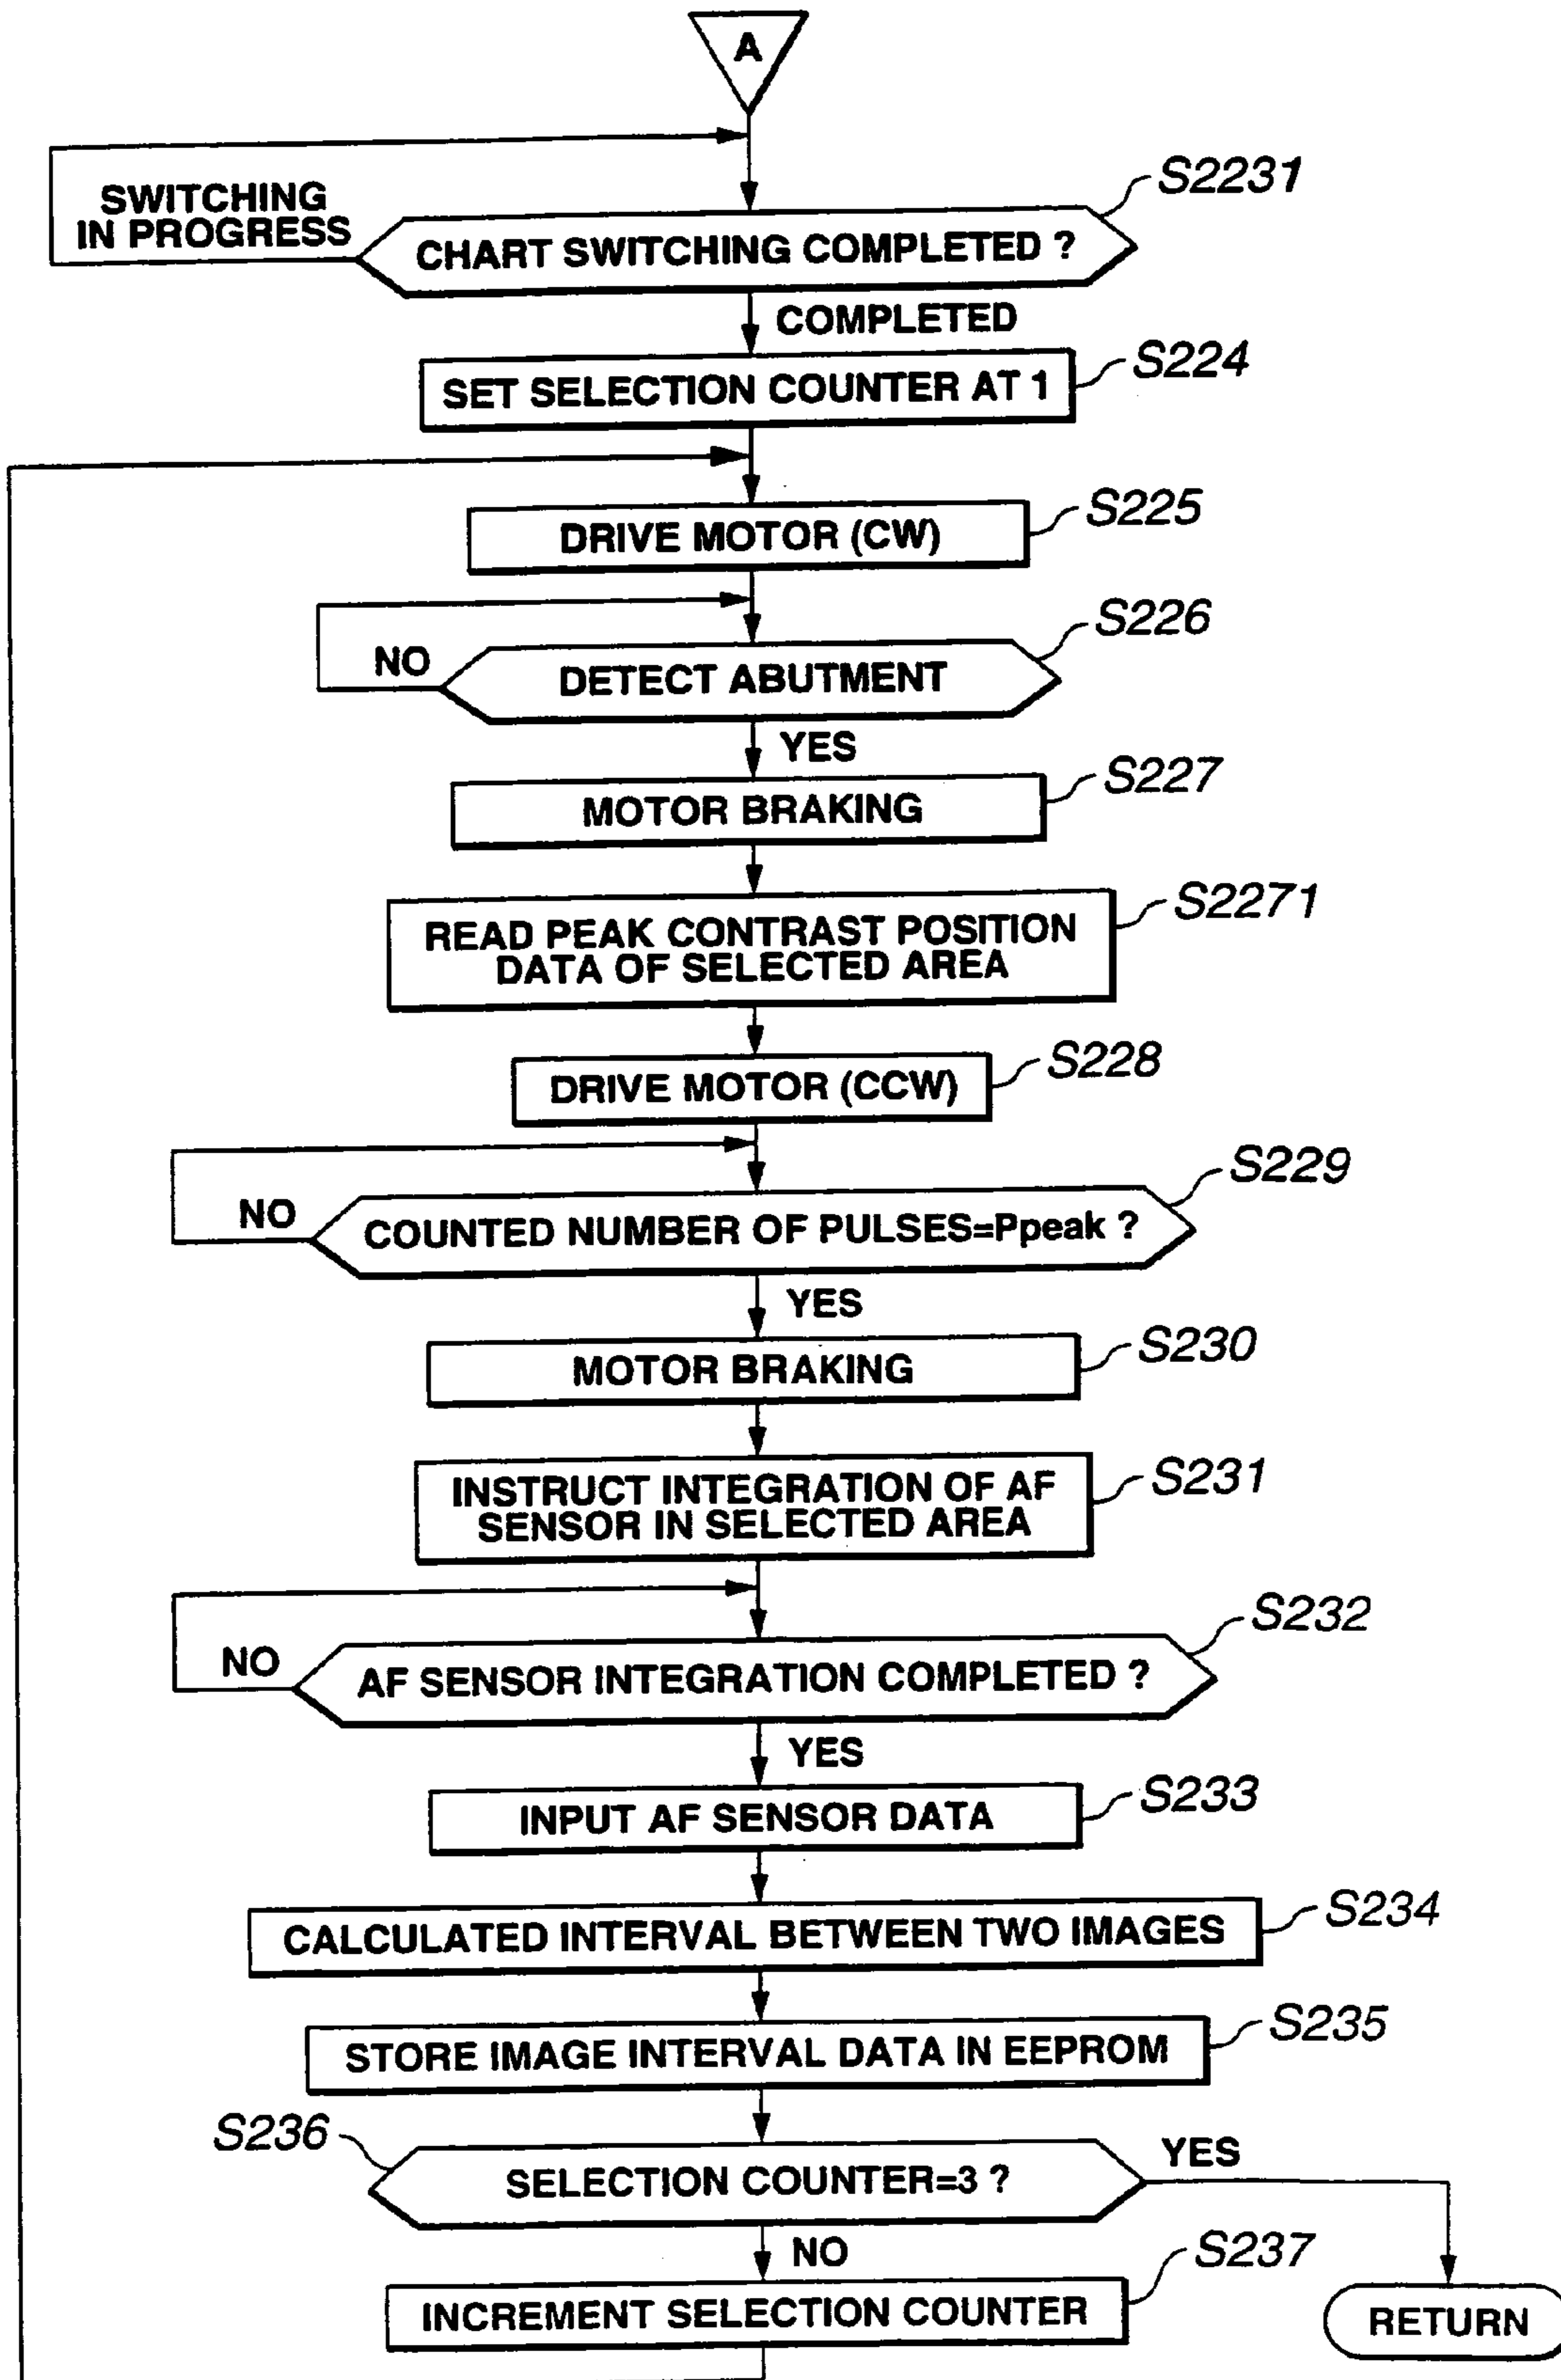 A
S2231
SWITCHING
IN PROGRESS
CHART SWITCHING COMPLETED ?
COMPLETED
S224
SET SELECTION COUNTER AT 1
S225
DRIVE MOTOR (CW)
S226
NO
DETECT ABUTMENT
YES
S227
MOTOR BRAKING
S2271
READ PEAK CONTRAST POSITION
DATA OF SELECTED AREA
S228
DRIVE MOTOR (CCW)
S229
NO
COUNTED NUMBER OF PULSES=Ppeak ?
YES
S230
MOTOR BRAKING
S231
INSTRUCT INTEGRATION OF AF
SENSOR IN SELECTED AREA
S232
NO
AF SENSOR INTEGRATION COMPLETED ?
YES
S233
INPUT AF SENSOR DATA
S234
CALCULATED INTERVAL BETWEEN TWO IMAGES
S235
STORE IMAGE INTERVAL DATA IN EEPROM
S236
YES
SELECTION COUNTER=3 ?
NO
S237
INCREMENT SELECTION COUNTER
RETURN